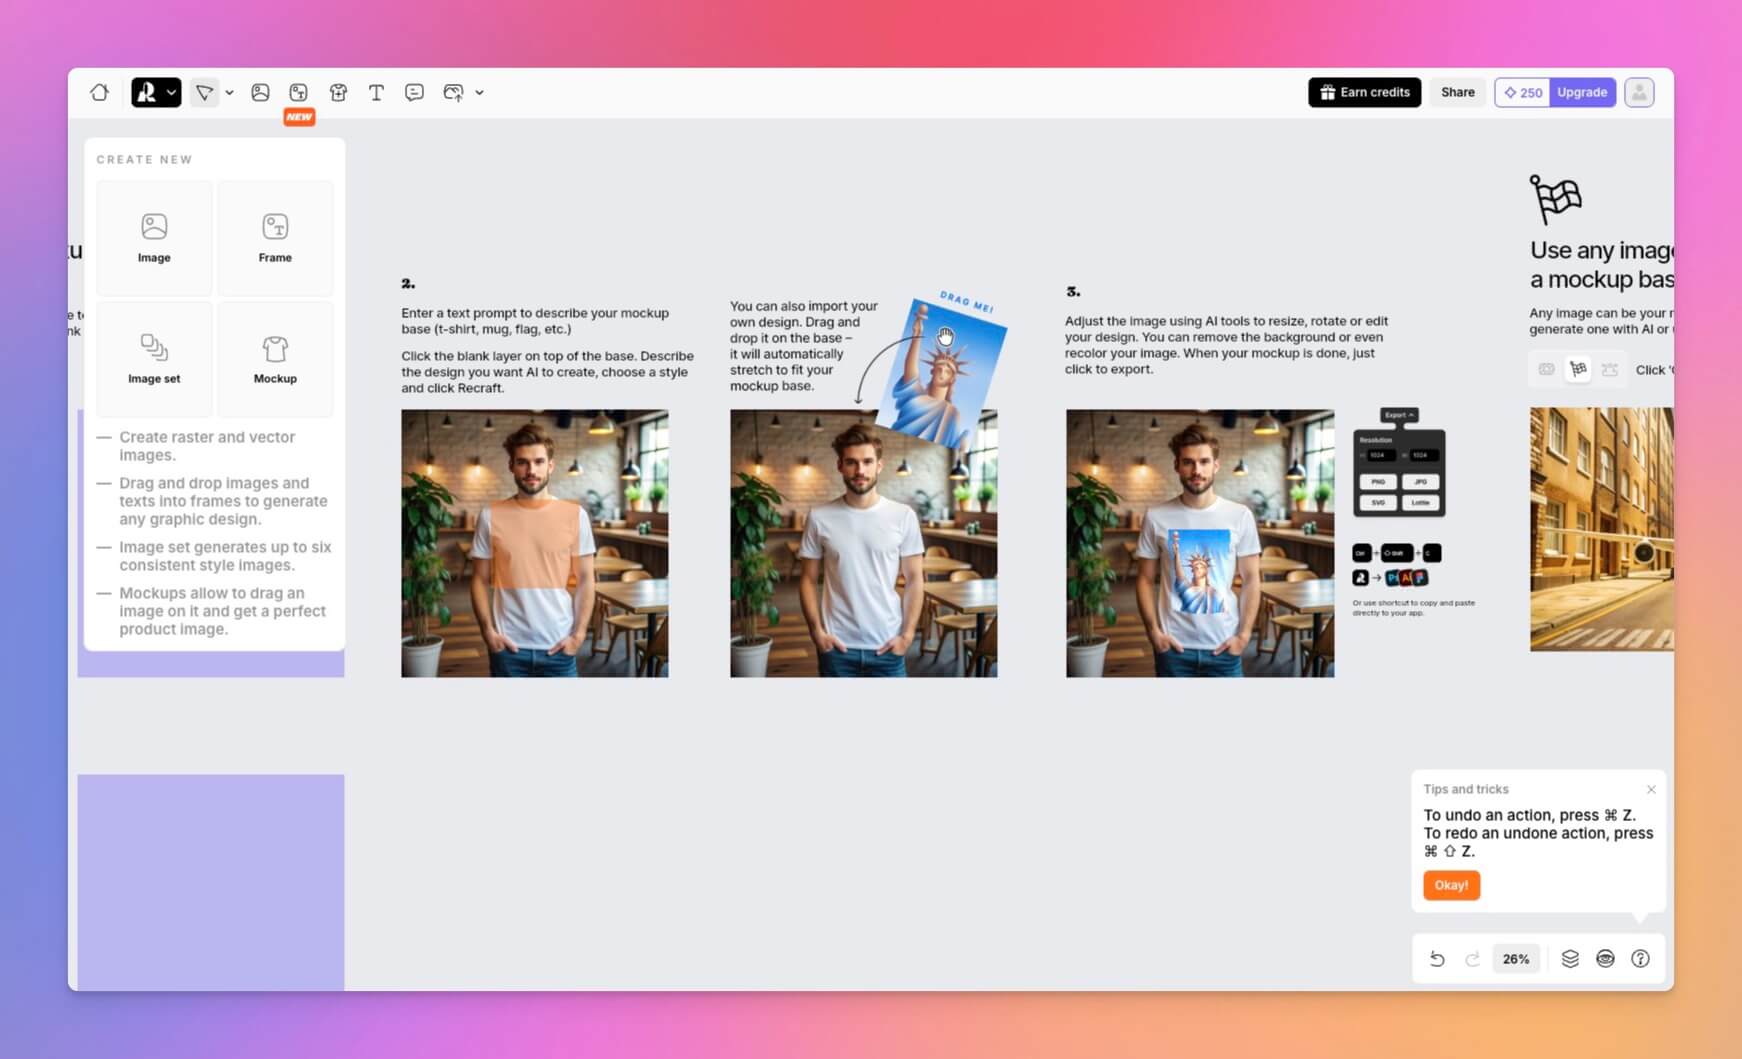 Earn credits
Share
250
Upgrade
NEW
CREATE NEW
Image
Frame
Image set
Mockup
Create raster and vector
images.
Drag and drop images and
texts into frames to generate
any graphic design.
Image set generates up to six
consistent style images.
Mockups allow to drag an
image on it and get a perfect
product image.
2.
Enter a text prompt to describe your mockup
base (t-shirt, mug, flag, etc.)
Click the blank layer on top of the base. Describe
the design you want AI to create, choose a style
and click Recraft.
You can also import your
own design. Drag and
drop it on the base –
it will automatically
stretch to fit your
mockup base.
DRAG ME!
3.
Adjust the image using AI tools to resize, rotate or edit
your design. You can remove the background or even
recolor your image. When your mockup is done, just
click to export.
Export
Resolution
H 1024 W 1024
PNG JPG
SVG Lottie
Ctrl + Shift + C
Or use shortcut to copy and paste
directly to your app.
Use any image
a mockup bas
Any image can be your
generate one with AI or
Click '
Tips and tricks
To undo an action, press ⌘ Z.
To redo an undone action, press
⌘ ⇧ Z.
Okay!
26%